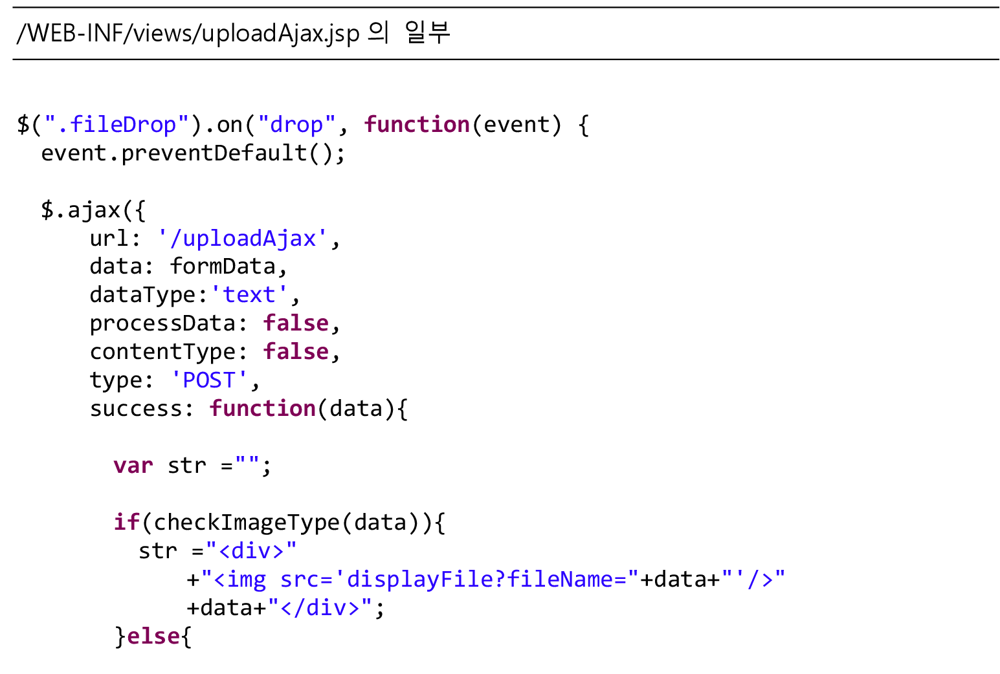 /WEB-INF/views/uploadAjax.jsp 의 일부
$(".fileDrop").on("drop", function(event) {
event.preventDefault();
$.ajax({
url: '/uploadAjax',
data: formData,
dataType:'text',
processData: false,
contentType: false,
type: 'POST',
success: function(data){
var str ="";
if(checkImageType(data)){
str ="<div>"
+"<img src='displayFile?fileName="+data+"'/>"
+data+"</div>";
}else{